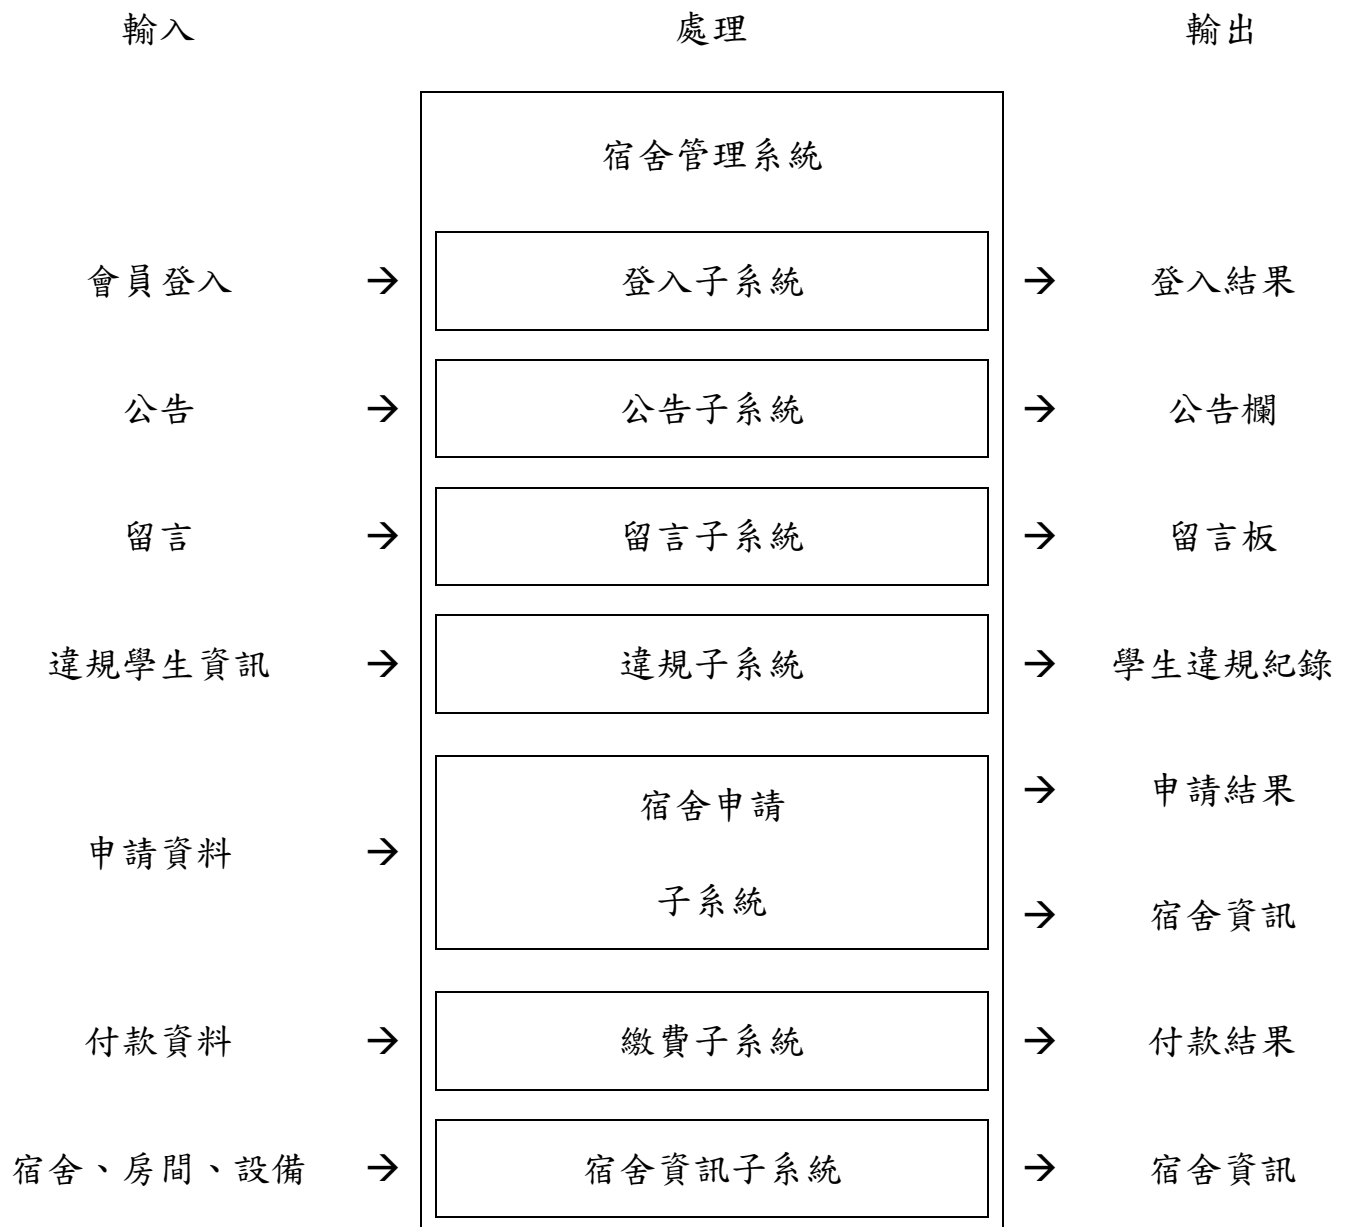 輸入 處理 輸出
宿舍管理系統
會員登入 → 登入子系統 → 登入結果
公告 → 公告子系統 → 公告欄
留言 → 留言子系統 → 留言板
違規學生資訊 → 違規子系統 → 學生違規紀錄
申請資料 → 宿舍申請 → 申請結果
子系統 → 宿舍資訊
付款資料 → 繳費子系統 → 付款結果
宿舍、房間、設備 → 宿舍資訊子系統 → 宿舍資訊